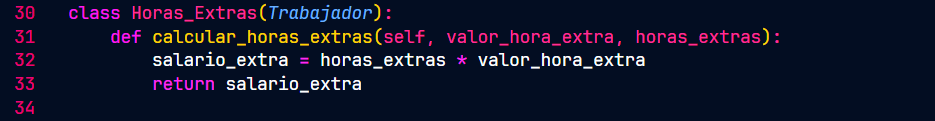 30 class Horas_Extras(Trabajador):
31     def calcular_horas_extras(self, valor_hora_extra, horas_extras):
32         salario_extra = horas_extras * valor_hora_extra
33         return salario_extra
34